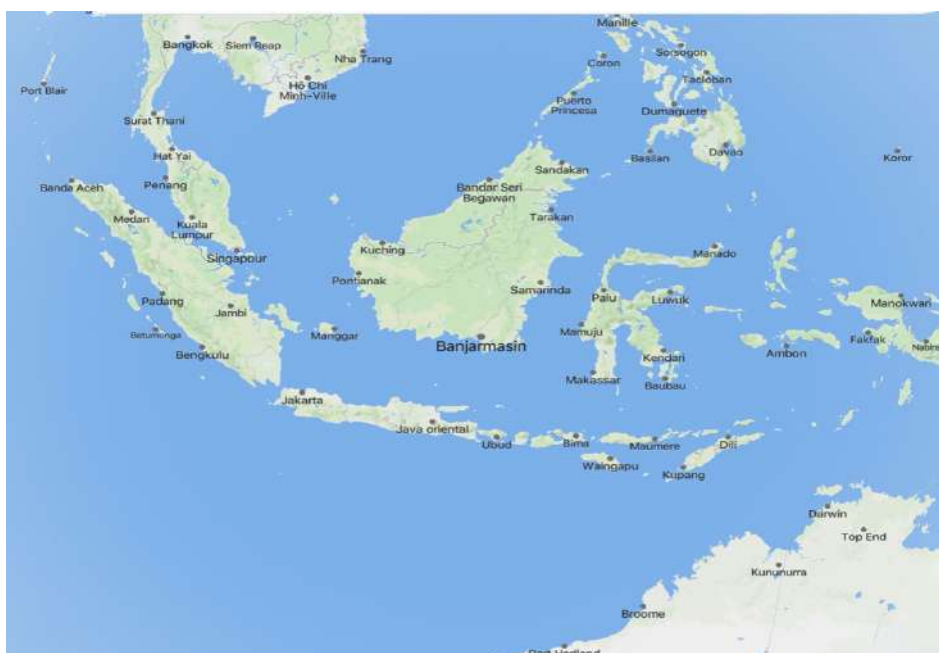 Manille
Bangkok
Siem Reap
Nha Trang
Coron
Sorsogon
Port Blair
Hô Chi
Minh-Ville
Tacloban
Puerto
Princesa
Dumaguete
Surat Thani
Hat Yai
Basilan
Davao
Koror
Banda Aceh
Penang
Bandar Seri
Begawan
Sandakan
Medan
Kuala
Lumpur
Tarakan
Singapour
Kuching
Manado
Pontianak
Samarinda
Palu
Luwuk
Manokwari
Padang
Jambi
Betumonga
Manggar
Mamuju
Fakfak
Bengkulu
Banjarmasin
Kendari
Ambon
Makassar
Baubau
Jakarta
Java oriental
Ubud
Bima
Maumere
Dili
Waingapu
Kupang
Darwin
Top End
Kununurra
Broome